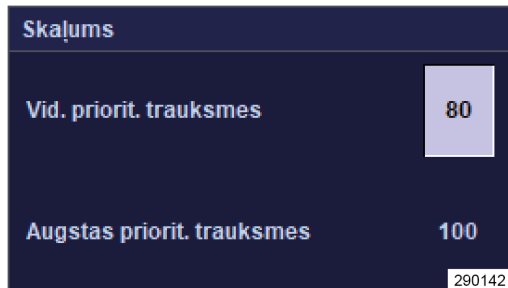 Skaļums
Vid. priorit. trauksmes 80
Augstas priorit. trauksmes 100
290142